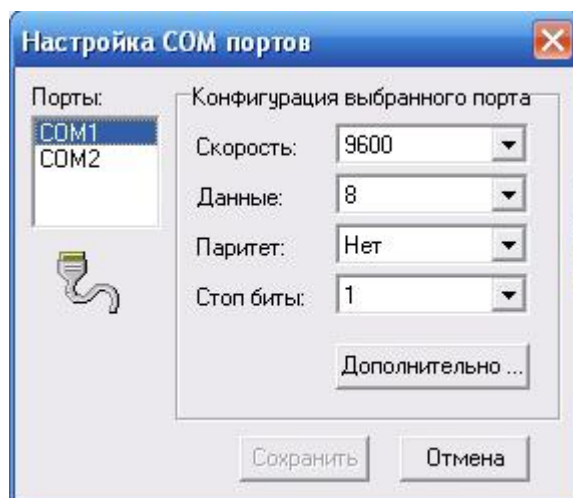 Настройка COM портов
Порты:
COM1
COM2
Конфигурация выбранного порта
Скорость: 9600
Данные: 8
Паритет: Нет
Стоп биты: 1
Дополнительно ...
Сохранить Отмена